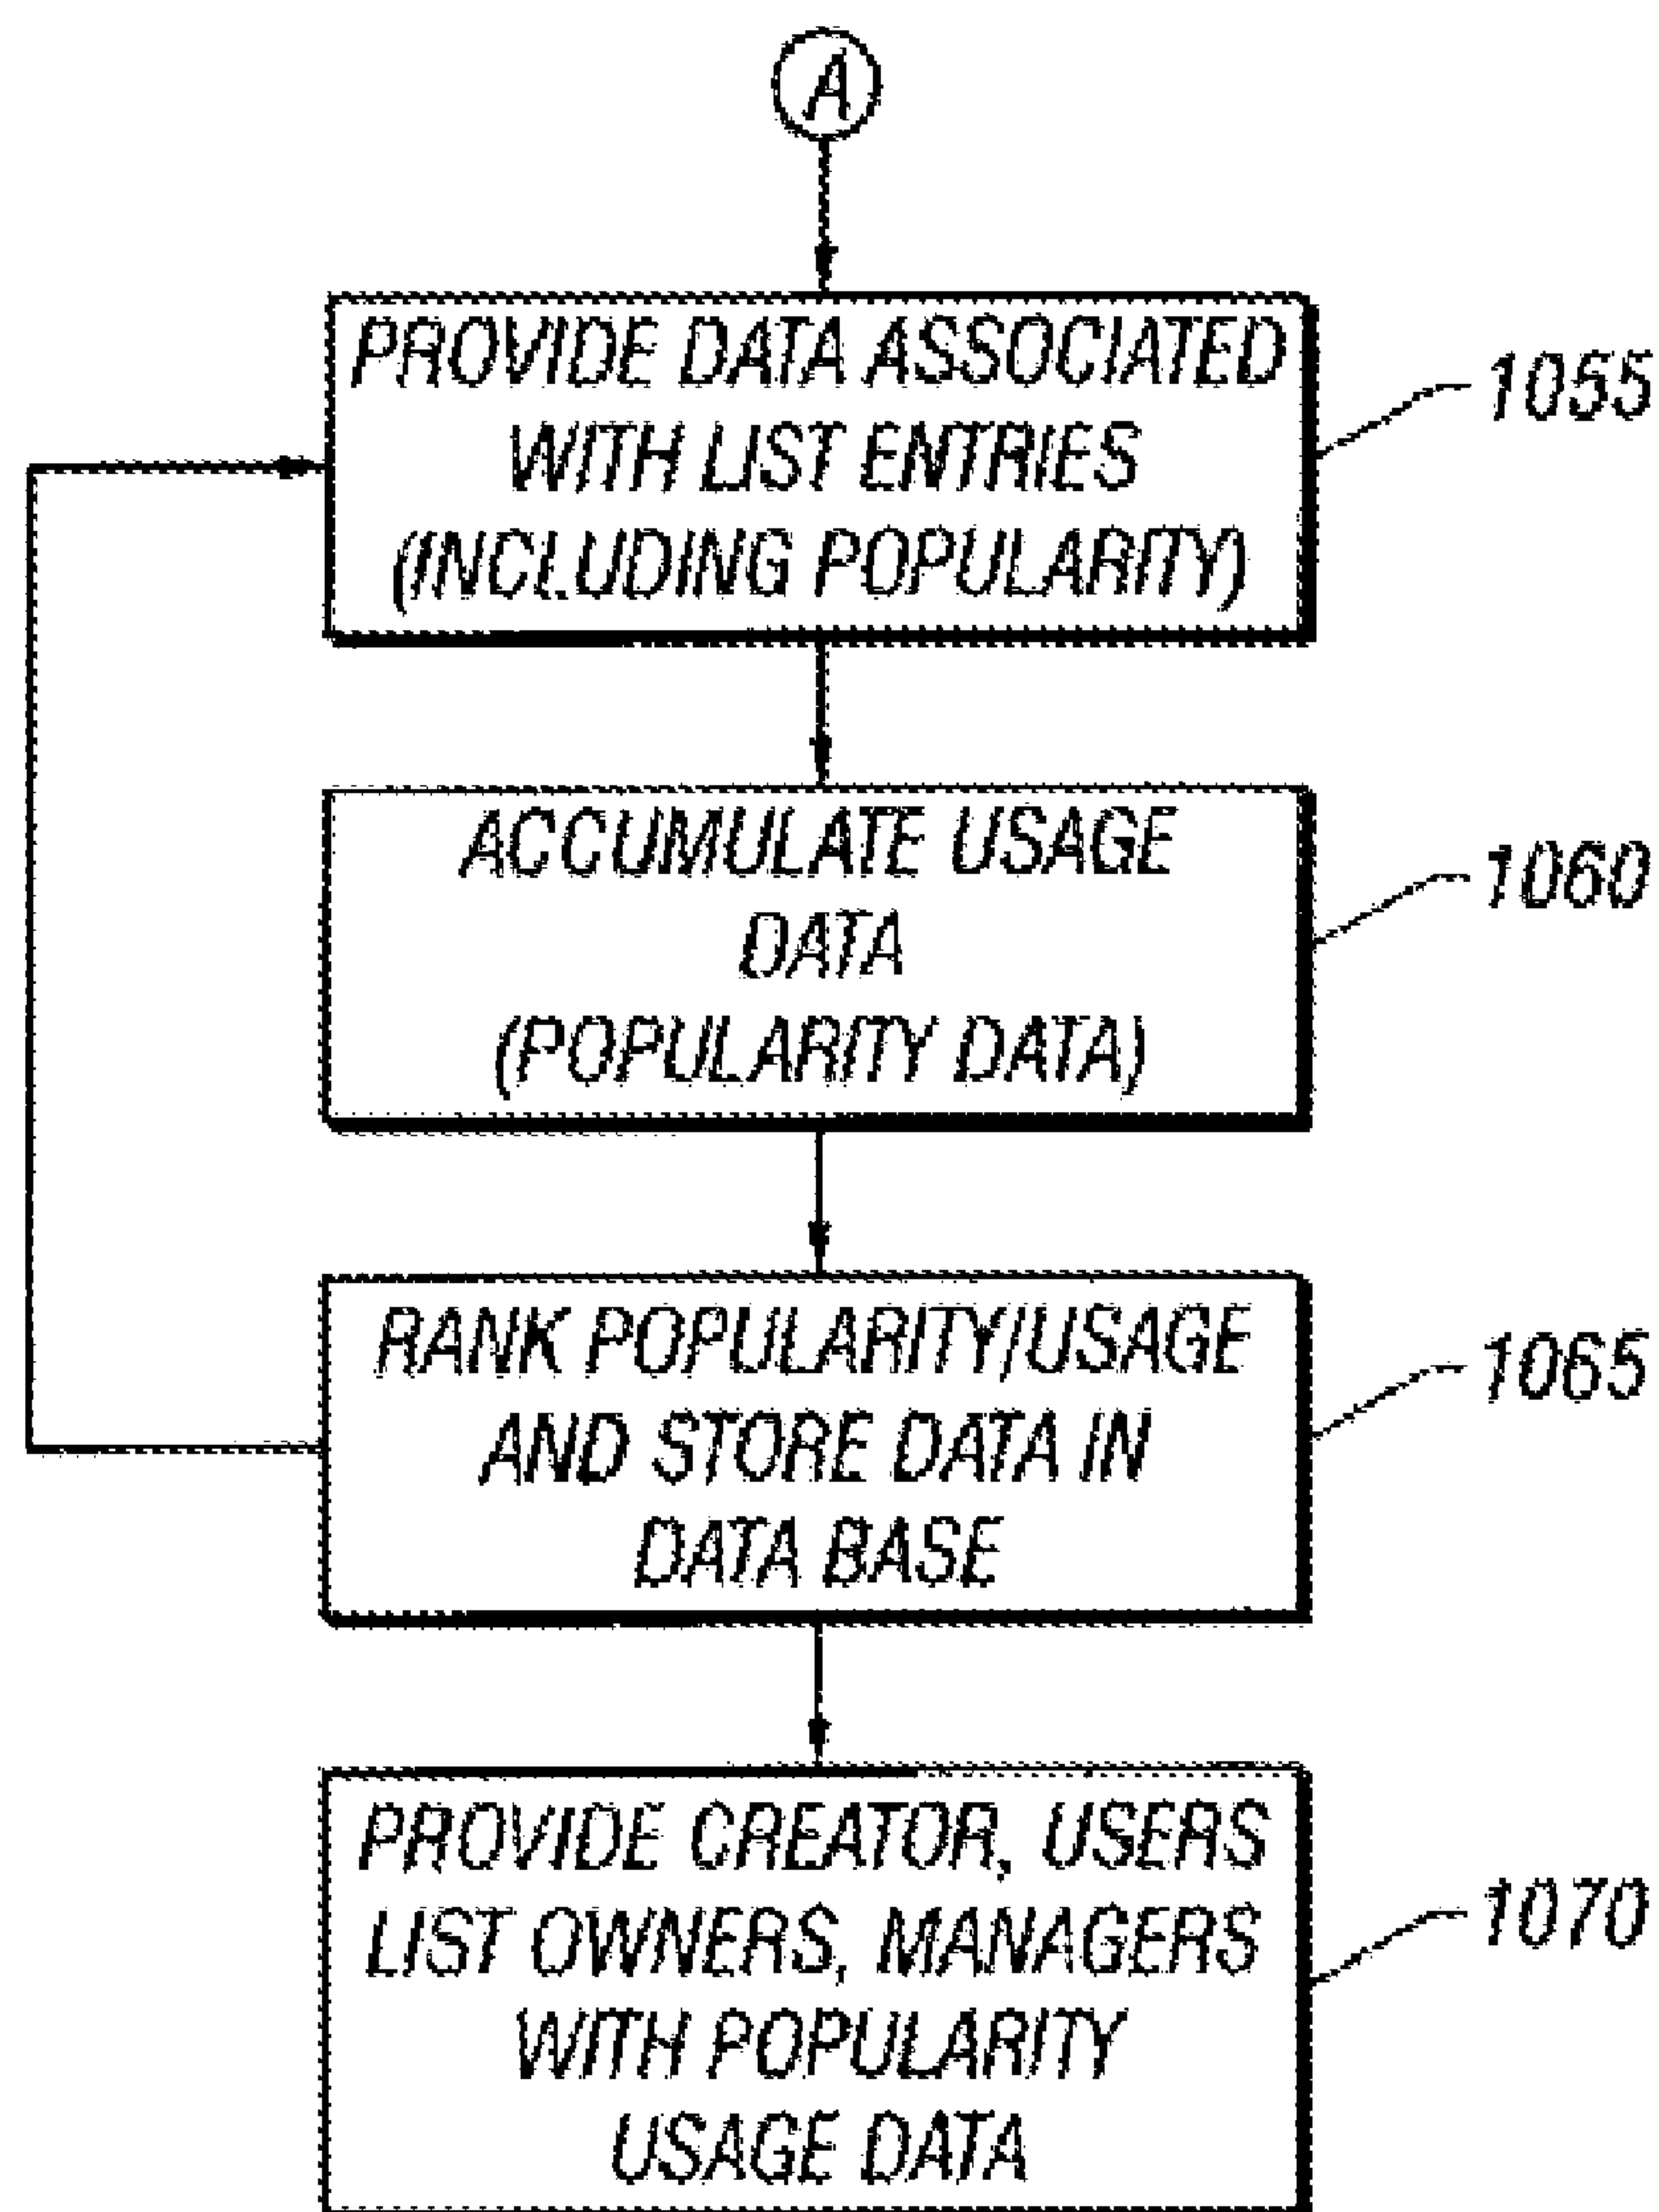 A
PROVIDE DATA ASSOCIATED
WITH LIST ENTRIES
(INCLUDING POPULARITY)
1055
ACCUMULATE USAGE
DATA
(POPULARITY DATA)
1060
RANK POPULARITY/USAGE
AND STORE DATA IN
DATA BASE
1065
PROVIDE CREATOR, USERS
LIST OWNERS, MANAGERS
WITH POPULARITY
USAGE DATA
1070